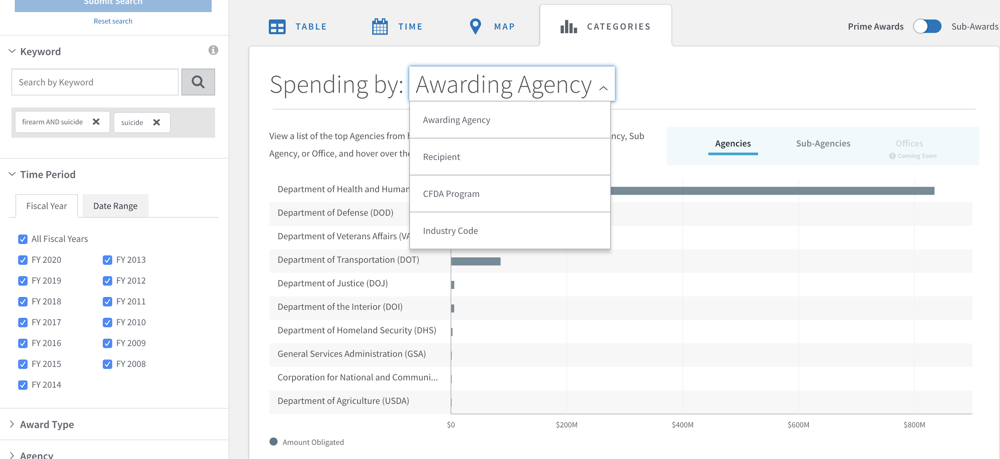 Submit Search
Reset search
Keyword
Search by Keyword
firearm AND suicide
suicide
Time Period
Fiscal Year
Date Range
All Fiscal Years
FY 2020
FY 2013
FY 2019
FY 2012
FY 2018
FY 2011
FY 2017
FY 2010
FY 2016
FY 2009
FY 2015
FY 2008
FY 2014
Award Type
Agency
TABLE
TIME
MAP
CATEGORIES
Prime Awards
Sub-Awards
Spending by: Awarding Agency
Awarding Agency
Recipient
CFDA Program
Industry Code
View a list of the top Agencies from
ncy, Sub
Agency, or Office, and hover over the
Agencies
Sub-Agencies
Offices
Coming Soon
Department of Health and Human
Department of Defense (DOD)
Department of Veterans Affairs (VA
Department of Transportation (DOT)
Department of Justice (DOJ)
Department of the Interior (DOI)
Department of Homeland Security (DHS)
General Services Administration (GSA)
Corporation for National and Communi...
Department of Agriculture (USDA)
$0
$200M
$400M
$600M
$800M
Amount Obligated